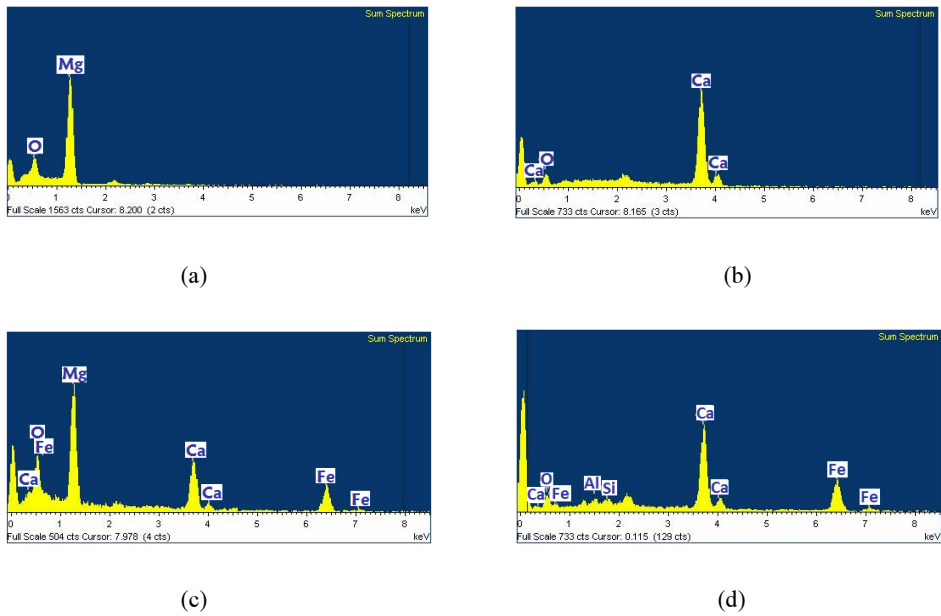 Sum Spectrum
Mg
O
0 1 2 3 4 5 6 7 8
Full Scale 1563 cts Cursor: 8.200 (2 cts) keV
(a)
Sum Spectrum
Ca
Ca O Ca
0 1 2 3 4 5 6 7 8
Full Scale 733 cts Cursor: 8.165 (3 cts) keV
(b)
Sum Spectrum
Mg
O
Fe Ca
Ca Ca Fe Fe
0 1 2 3 4 5 6 7 8
Full Scale 504 cts Cursor: 7.978 (4 cts) keV
(c)
Sum Spectrum
Ca
O Al Fe
Ca Fe Si Ca Fe
0 1 2 3 4 5 6 7 8
Full Scale 733 cts Cursor: 0.115 (129 cts) keV
(d)